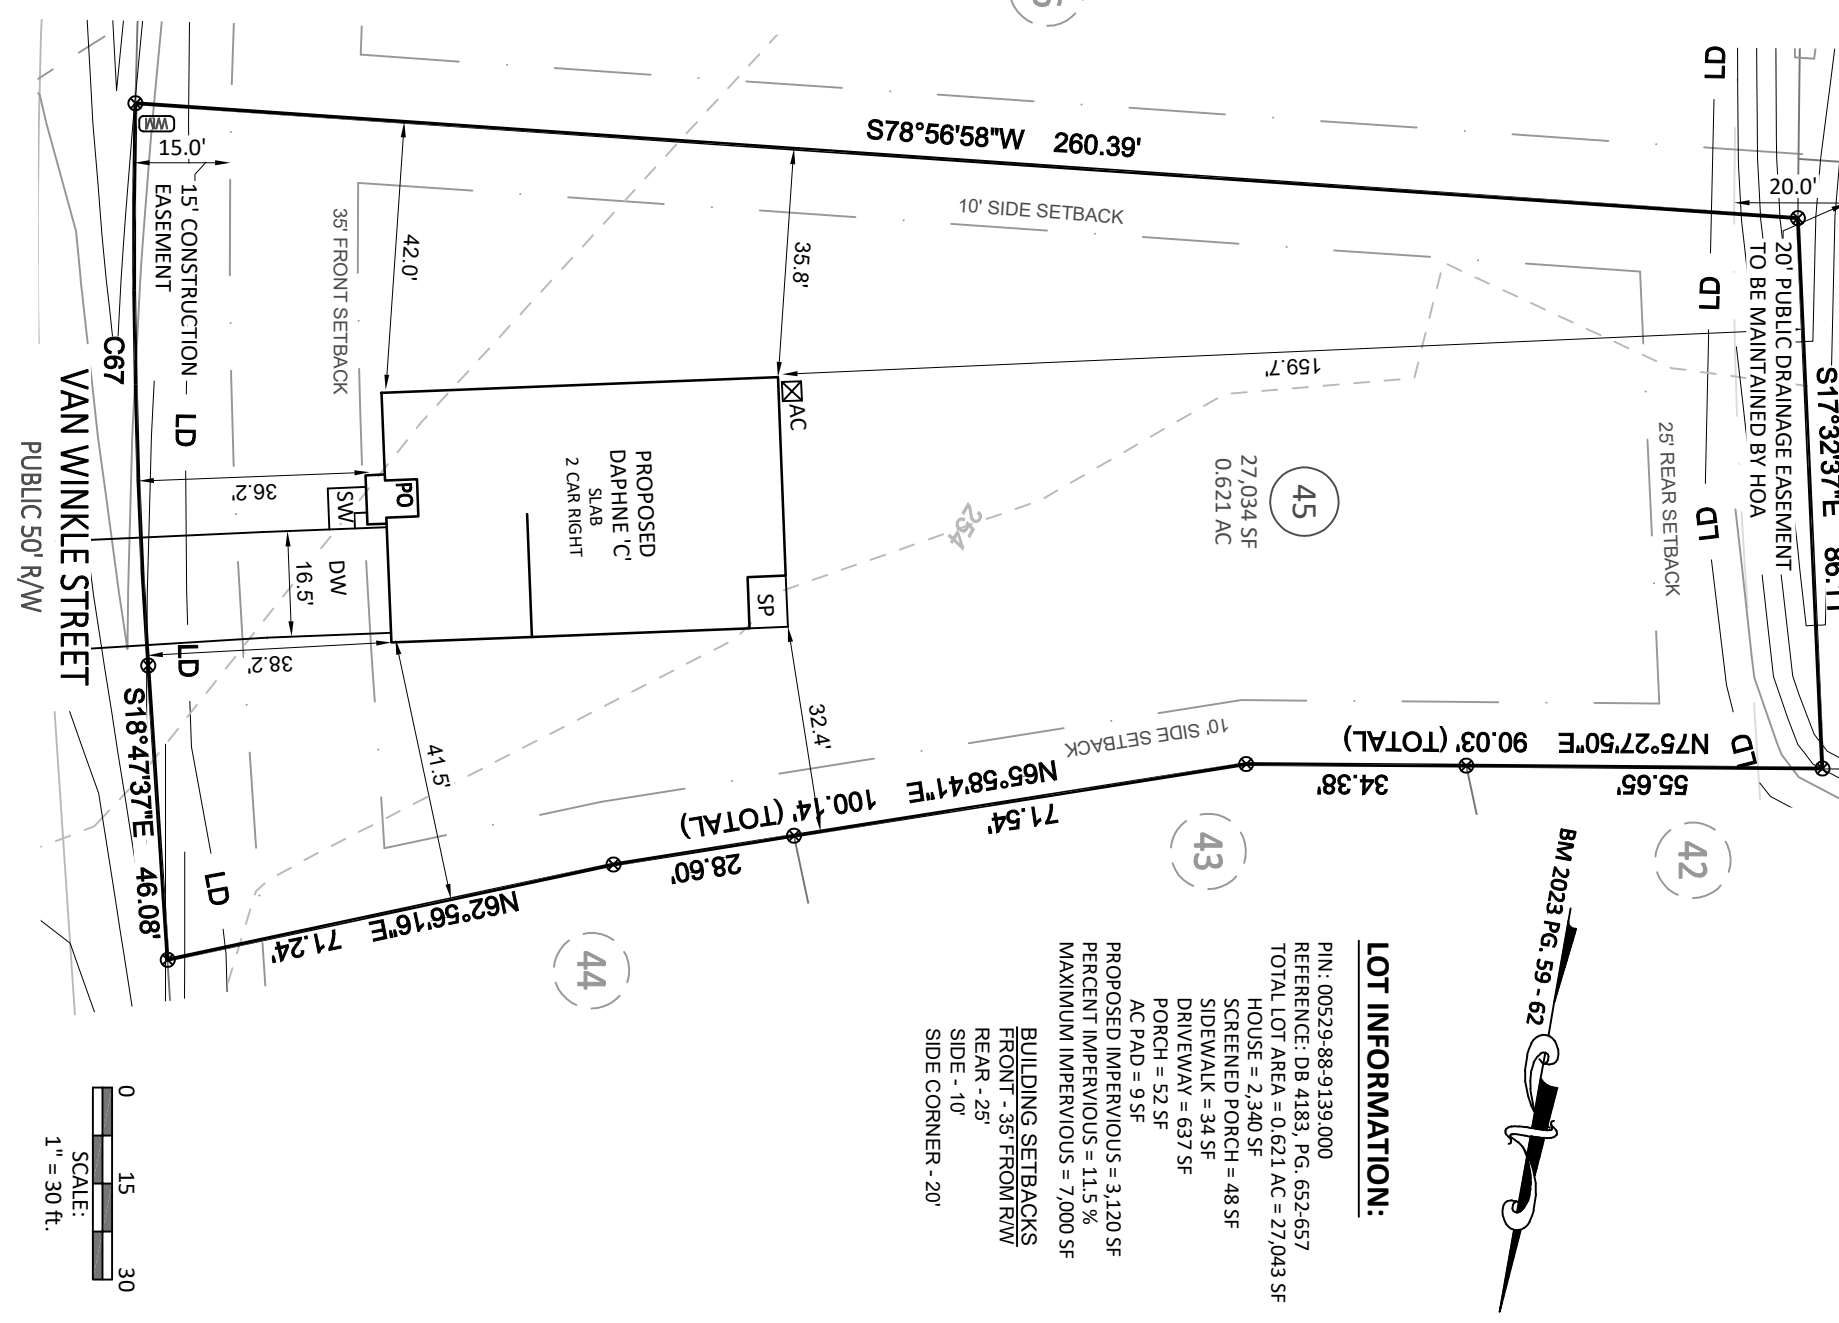 S78°56'58"W 260.39'
WM
15.0'
15' CONSTRUCTION
EASEMENT
35' FRONT SETBACK
42.0'
35.8'
10' SIDE SETBACK
LD
20.0'
20' PUBLIC DRAINAGE EASEMENT
TO BE MAINTAINED BY HOA
LD
LD
LD
S17°32'37"E
159.7'
25' REAR SETBACK
45
27,034 SF
0.621 AC
254
AC
PROPOSED
DAPHNE 'C'
SLAB
2 CAR RIGHT
PO
SW
SP
DW
16.5'
36.2'
38.2'
C67
LD
LD
LD
VAN WINKLE STREET
PUBLIC 50' R/W
S18°47'37"E 46.08'
41.5'
32.4'
10' SIDE SETBACK
N75°27'50"E 90.03' (TOTAL)
55.65'
34.38'
N65°58'41"E 100.14' (TOTAL)
71.54'
28.60'
N62°56'16"E 71.24'
42
43
44
BM 2023 PG. 59 - 62
LOT INFORMATION:
PIN: 00529-88-9139.000
REFERENCE: DB 4183, PG. 652-657
TOTAL LOT AREA = 0.621 AC = 27,043 SF
HOUSE = 2,340 SF
SCREENED PORCH = 48 SF
SIDEWALK = 34 SF
DRIVEWAY = 637 SF
PORCH = 52 SF
AC PAD = 9 SF
PROPOSED IMPERVIOUS = 3,120 SF
PERCENT IMPERVIOUS = 11.5 %
MAXIMUM IMPERVIOUS = 7,000 SF
BUILDING SETBACKS
FRONT - 35' FROM R/W
REAR - 25'
SIDE - 10'
SIDE CORNER - 20'
0 15 30
SCALE:
1" = 30 ft.